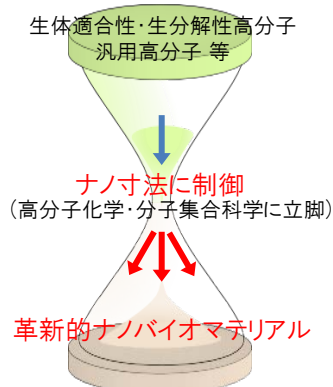 生体適合性･生分解性高分子
汎用高分子 等
ナノ寸法に制御
(高分子化学･分子集合科学に立脚)
革新的ナノバイオマテリアル